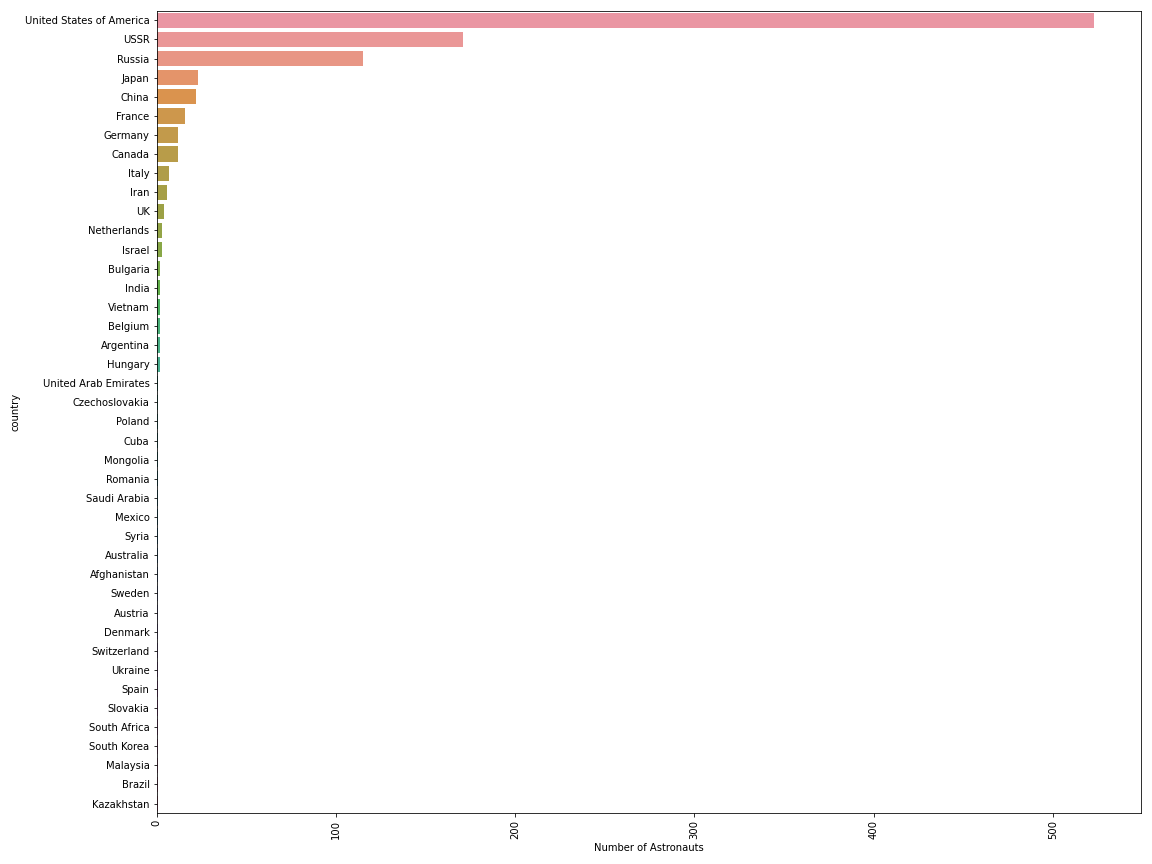 United States of America
USSR
Russia
Japan
China
France
Germany
Canada
Italy
Iran
UK
Netherlands
Israel
Bulgaria
India
Vietnam
Belgium
Argentina
Hungary
United Arab Emirates
Czechoslovakia
Poland
Cuba
Mongolia
Romania
Saudi Arabia
Mexico
Syria
Australia
Afghanistan
Sweden
Austria
Denmark
Switzerland
Ukraine
Spain
Slovakia
South Africa
South Korea
Malaysia
Brazil
Kazakhstan
country
0
100
200
300
400
500
Number of Astronauts